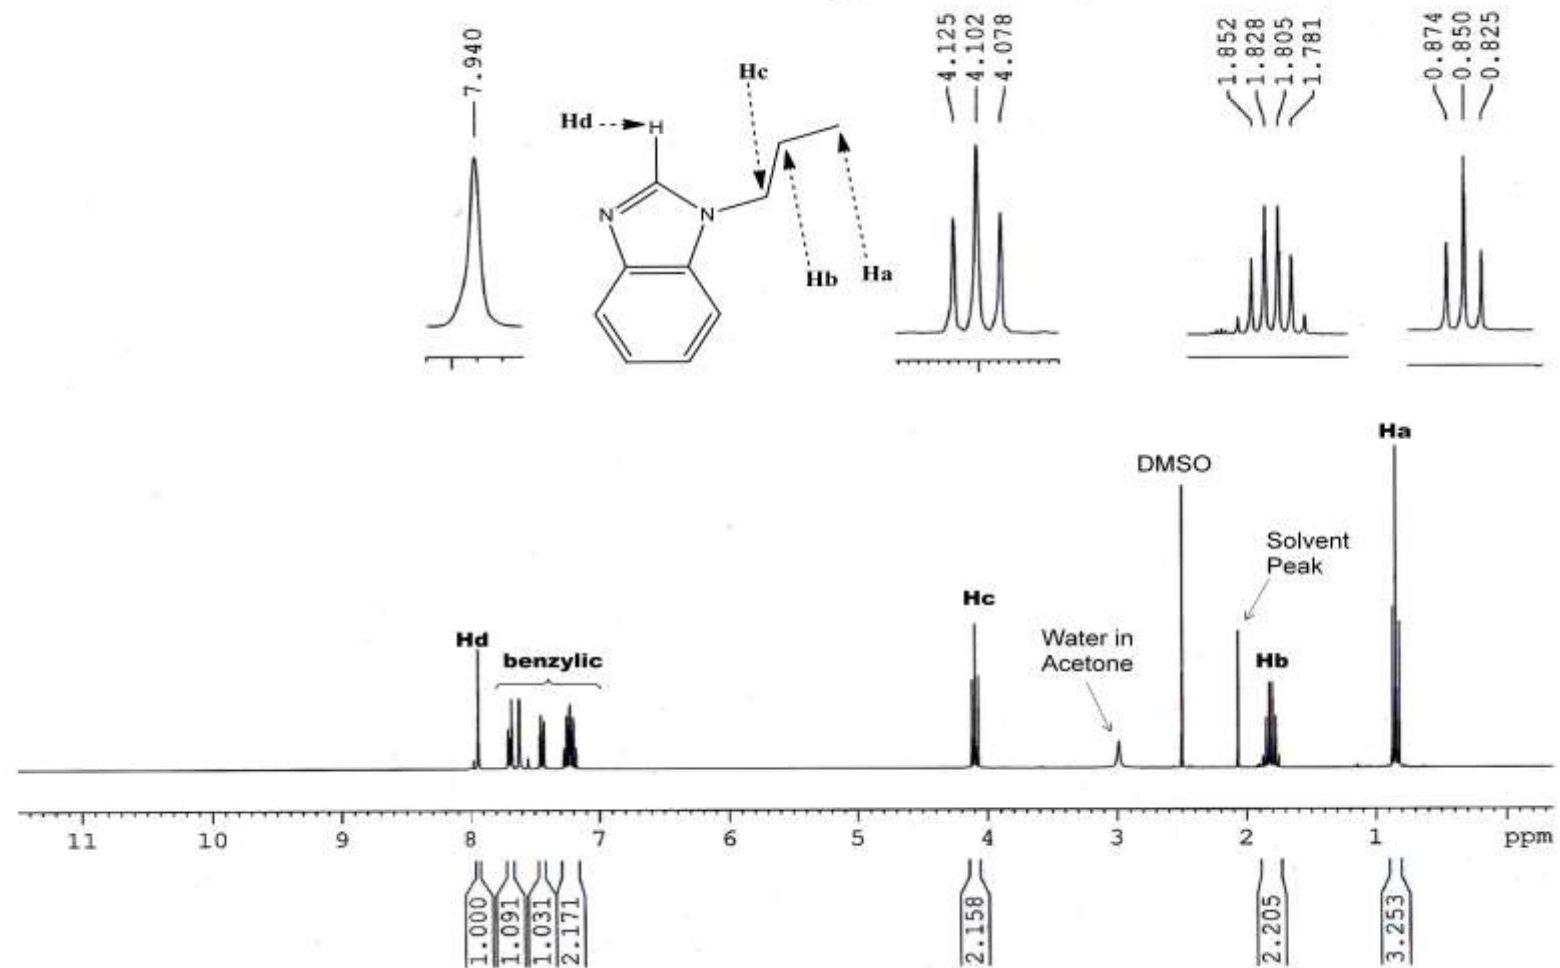 7.940
4.125
4.102
4.078
1.852
1.828
1.805
1.781
0.874
0.850
0.825
Hc
Hd
H
N
N
Hb
Ha
Ha
DMSO
Solvent
Peak
Hc
Water in
Acetone
Hb
Hd
benzylic
11 10 9 8 7 6 5 4 3 2 1 ppm
1.000
1.091
1.031
2.171
2.158
2.205
3.253